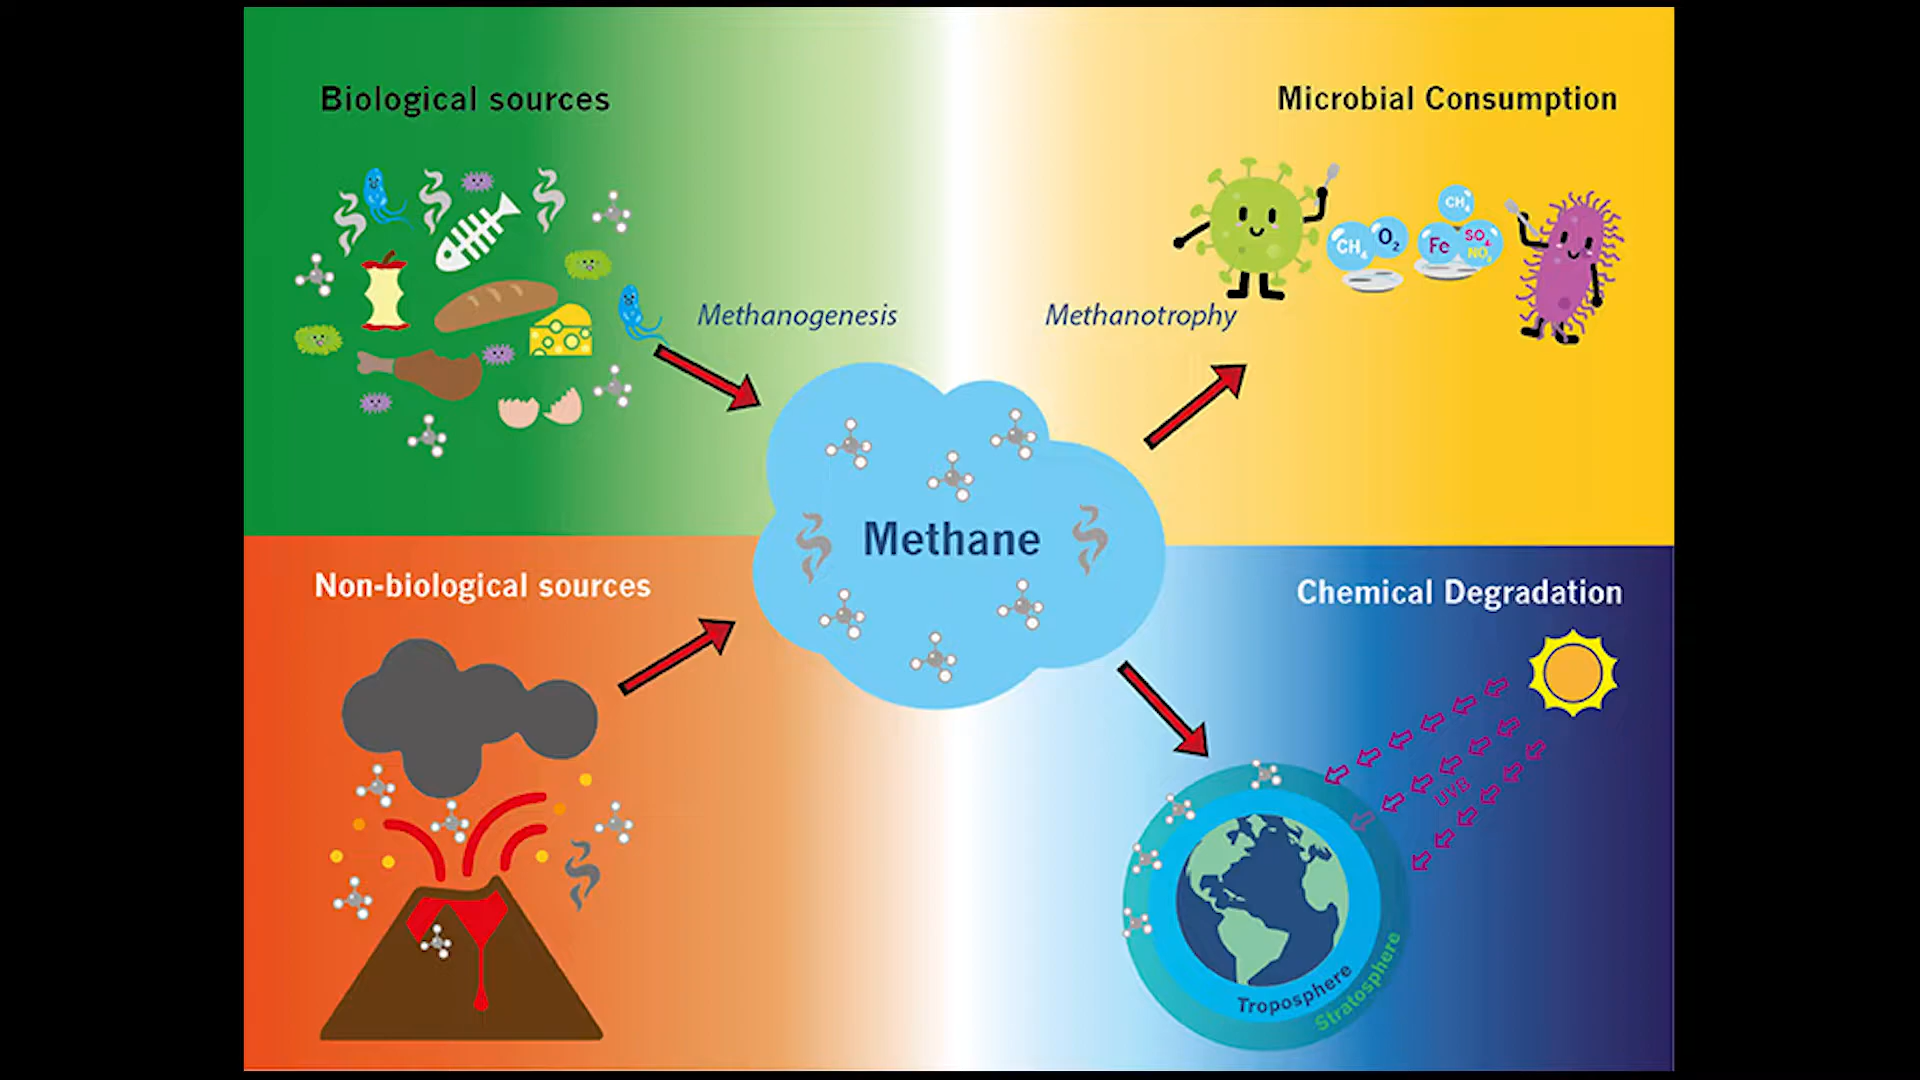 Biological sources
Microbial Consumption
CH4
CH4
O2
Fe
SO4
NO3
Methanogenesis
Methanotrophy
Methane
Non-biological sources
Chemical Degradation
UVB
Troposphere
Stratosphere